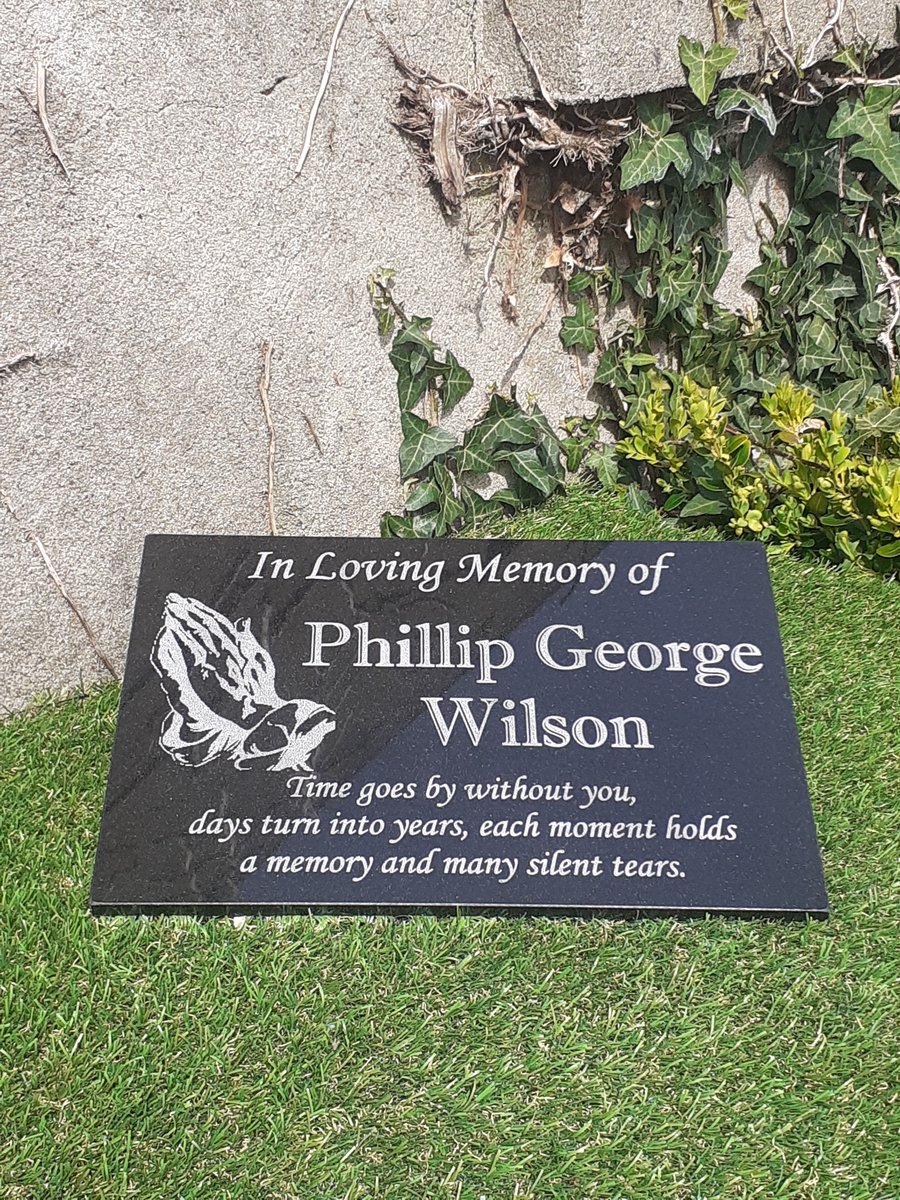 In Loving Memory of
Phillip George
Wilson
Time goes by without you,
days turn into years, each moment holds
a memory and many silent tears.